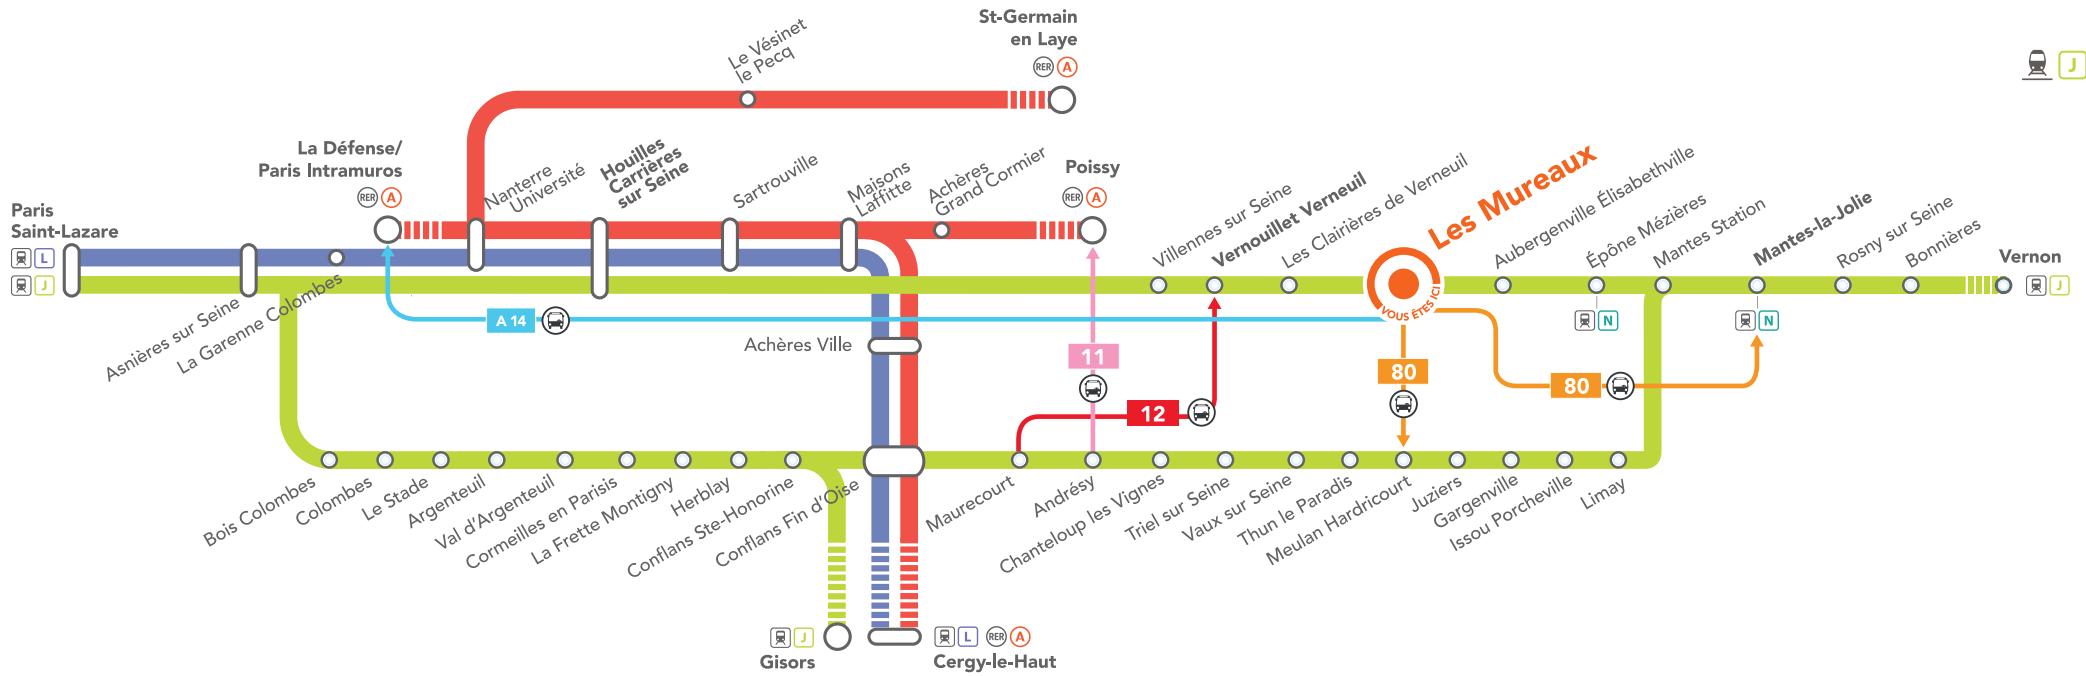 St-Germain
en Laye
RER A
J
Le Vésinet
le Pecq
La Défense/
Paris Intramuros
RER A
Nanterre
Université
Houilles
Carrières
sur Seine
Sartrouville
Maisons
Laffitte
Achères
Grand Cormier
Poissy
RER A
Paris
Saint-Lazare
L
J
Asnières sur Seine
La Garenne Colombes
Villennes sur Seine
Vernouillet Verneuil
Les Clairières de Verneuil
Les Mureaux
VOUS ÊTES ICI
Aubergenville Élisabethville
Épône Mézières
N
Mantes Station
Mantes-la-Jolie
N
Rosny sur Seine
Bonnières
Vernon
J
A 14
Achères Ville
11
12
80
80
Bois Colombes
Colombes
Le Stade
Argenteuil
Val d'Argenteuil
Cormeilles en Parisis
La Frette Montigny
Herblay
Conflans Ste-Honorine
Conflans Fin d'Oise
Maurecourt
Andrésy
Chanteloup les Vignes
Triel sur Seine
Vaux sur Seine
Thun le Paradis
Meulan Hardricourt
Juziers
Gargenville
Issou Porcheville
Limay
J
Gisors
L RER A
Cergy-le-Haut